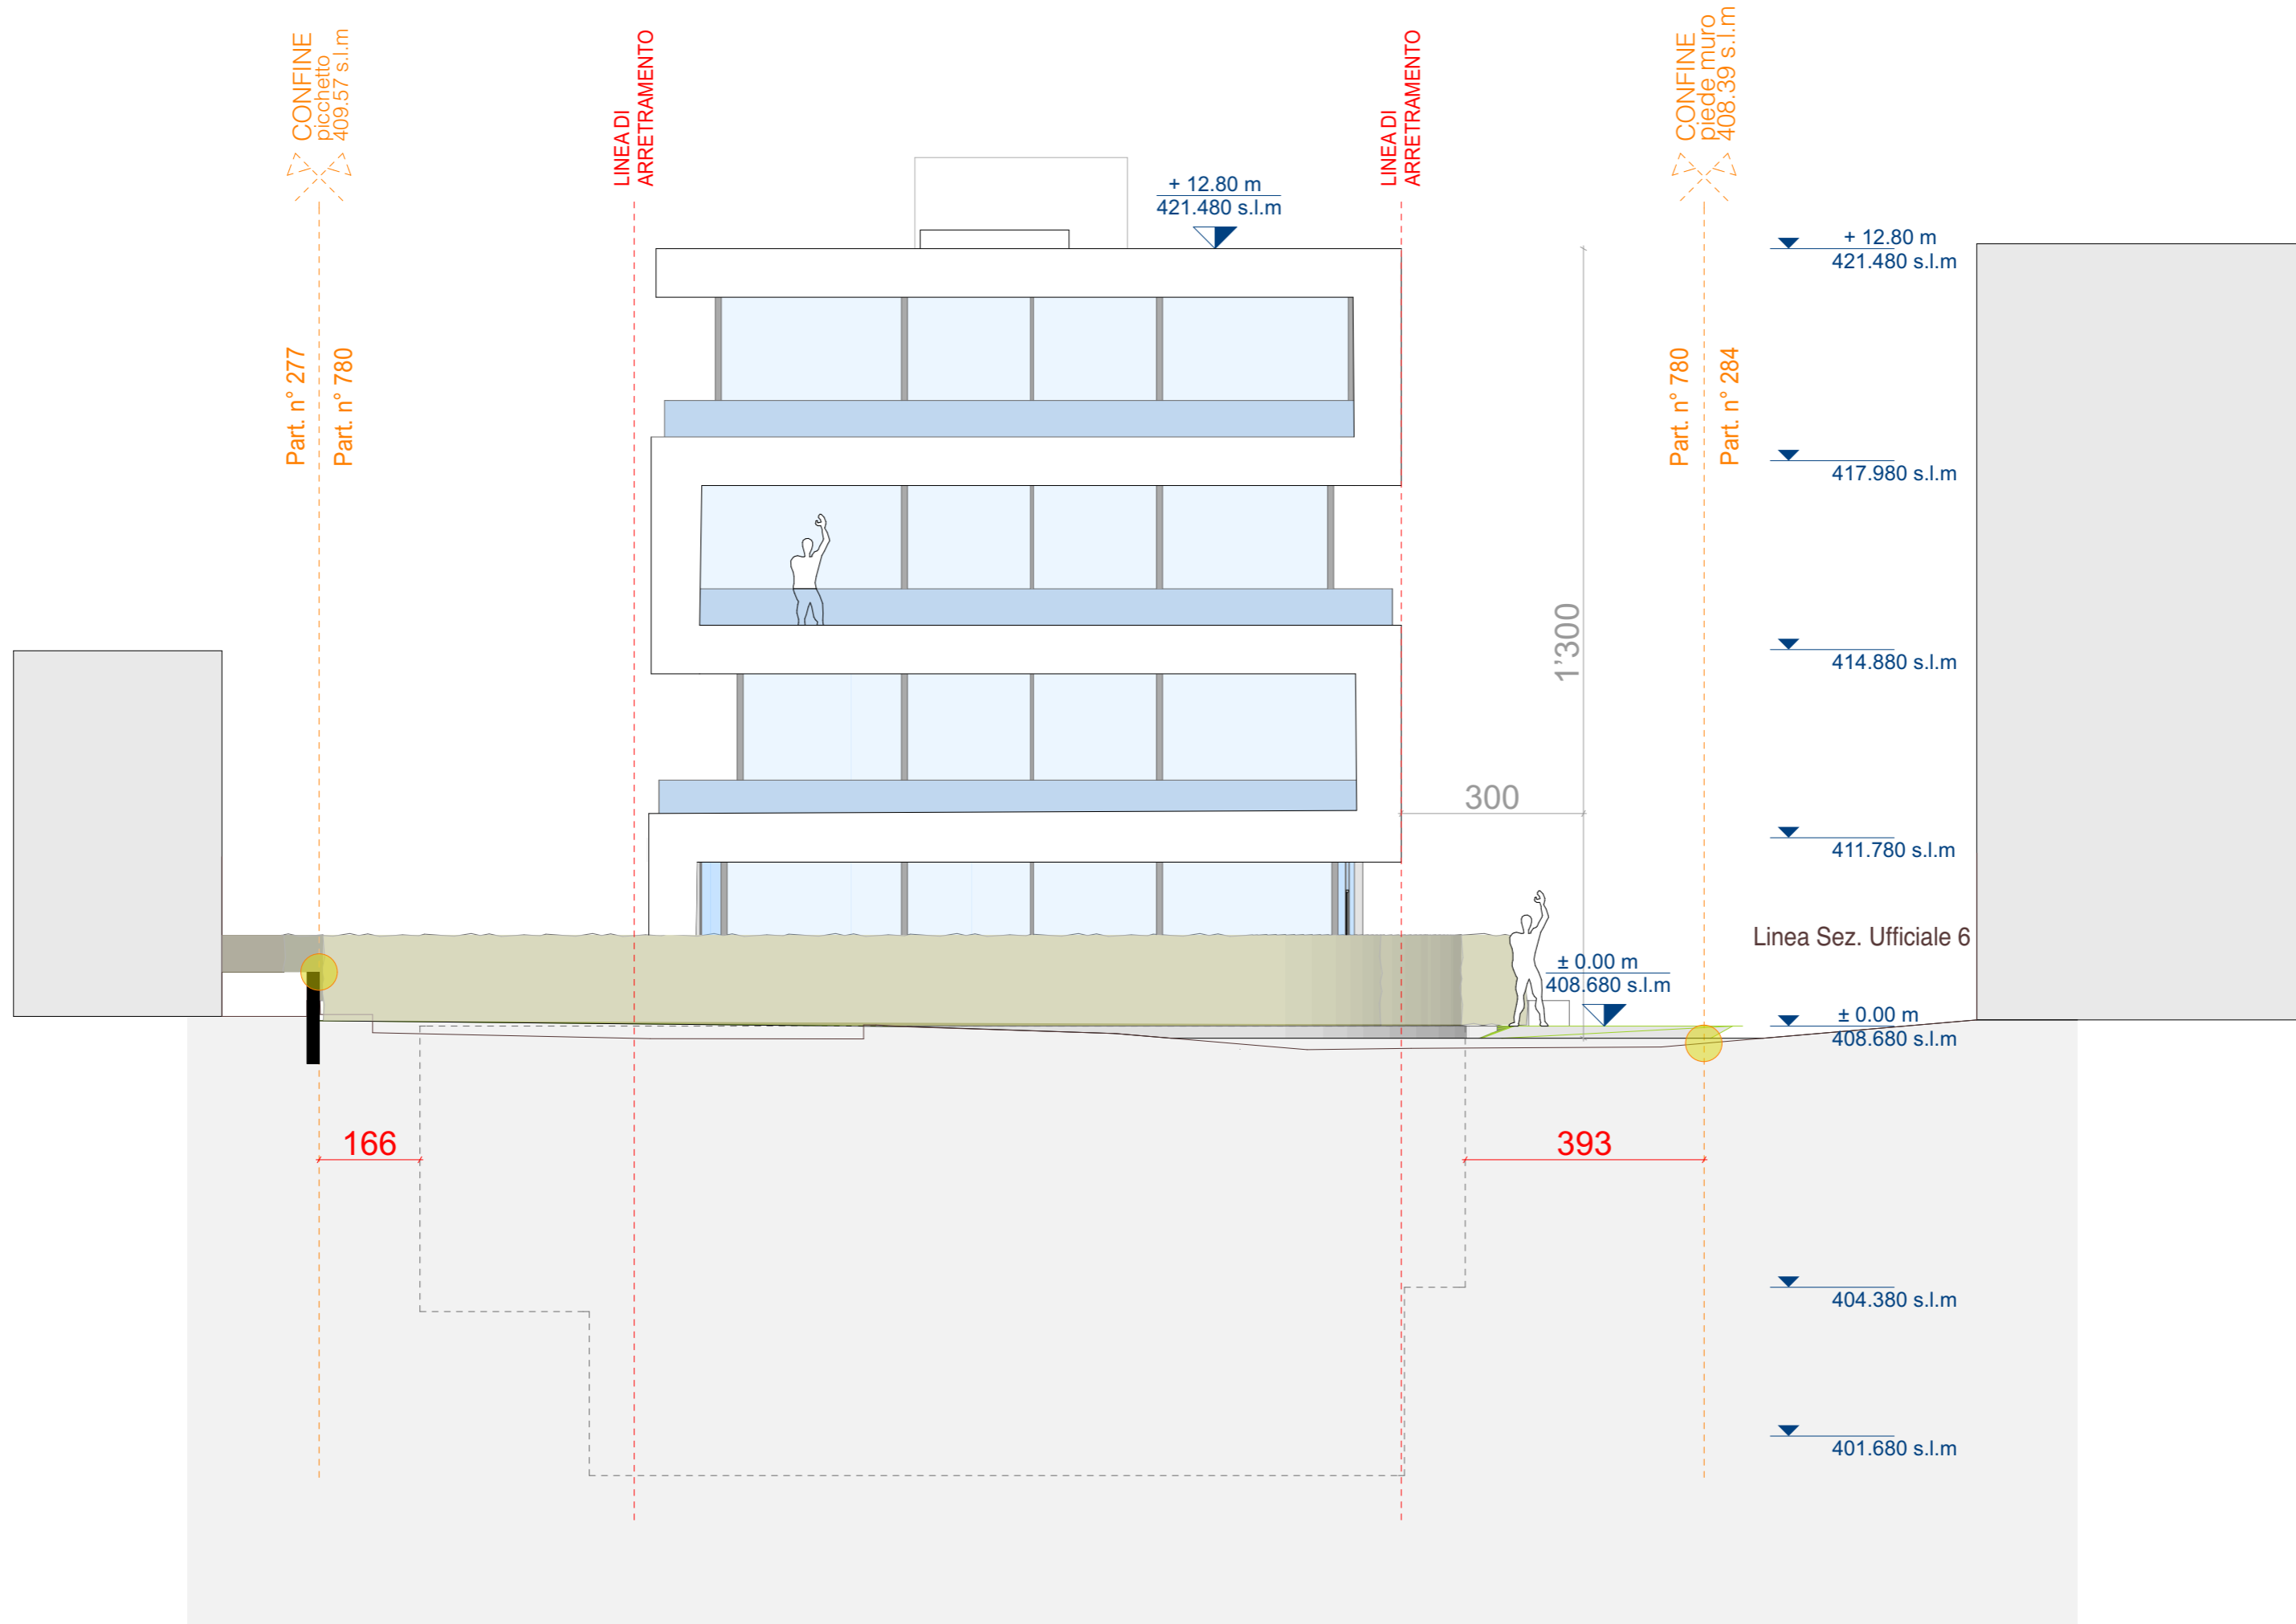 CONFINE
picchetto
409.57 s.l.m
LINEA DI
ARRETRAMENTO
LINEA DI
ARRETRAMENTO
CONFINE
piede muro
408.39 s.l.m
+ 12.80 m
421.480 s.l.m
+ 12.80 m
421.480 s.l.m
Part. n° 277
Part. n° 780
Part. n° 780
Part. n° 284
417.980 s.l.m
1'300
414.880 s.l.m
300
411.780 s.l.m
Linea Sez. Ufficiale 6
± 0.00 m
408.680 s.l.m
± 0.00 m
408.680 s.l.m
166
393
404.380 s.l.m
401.680 s.l.m